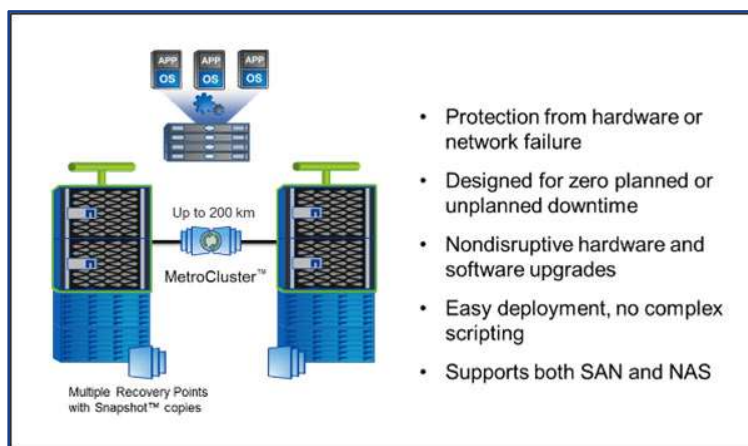 APP APP APP
OS OS OS
Up to 200 km
MetroCluster™
Multiple Recovery Points
with Snapshot™ copies
• Protection from hardware or
network failure
• Designed for zero planned or
unplanned downtime
• Nondisruptive hardware and
software upgrades
• Easy deployment, no complex
scripting
• Supports both SAN and NAS